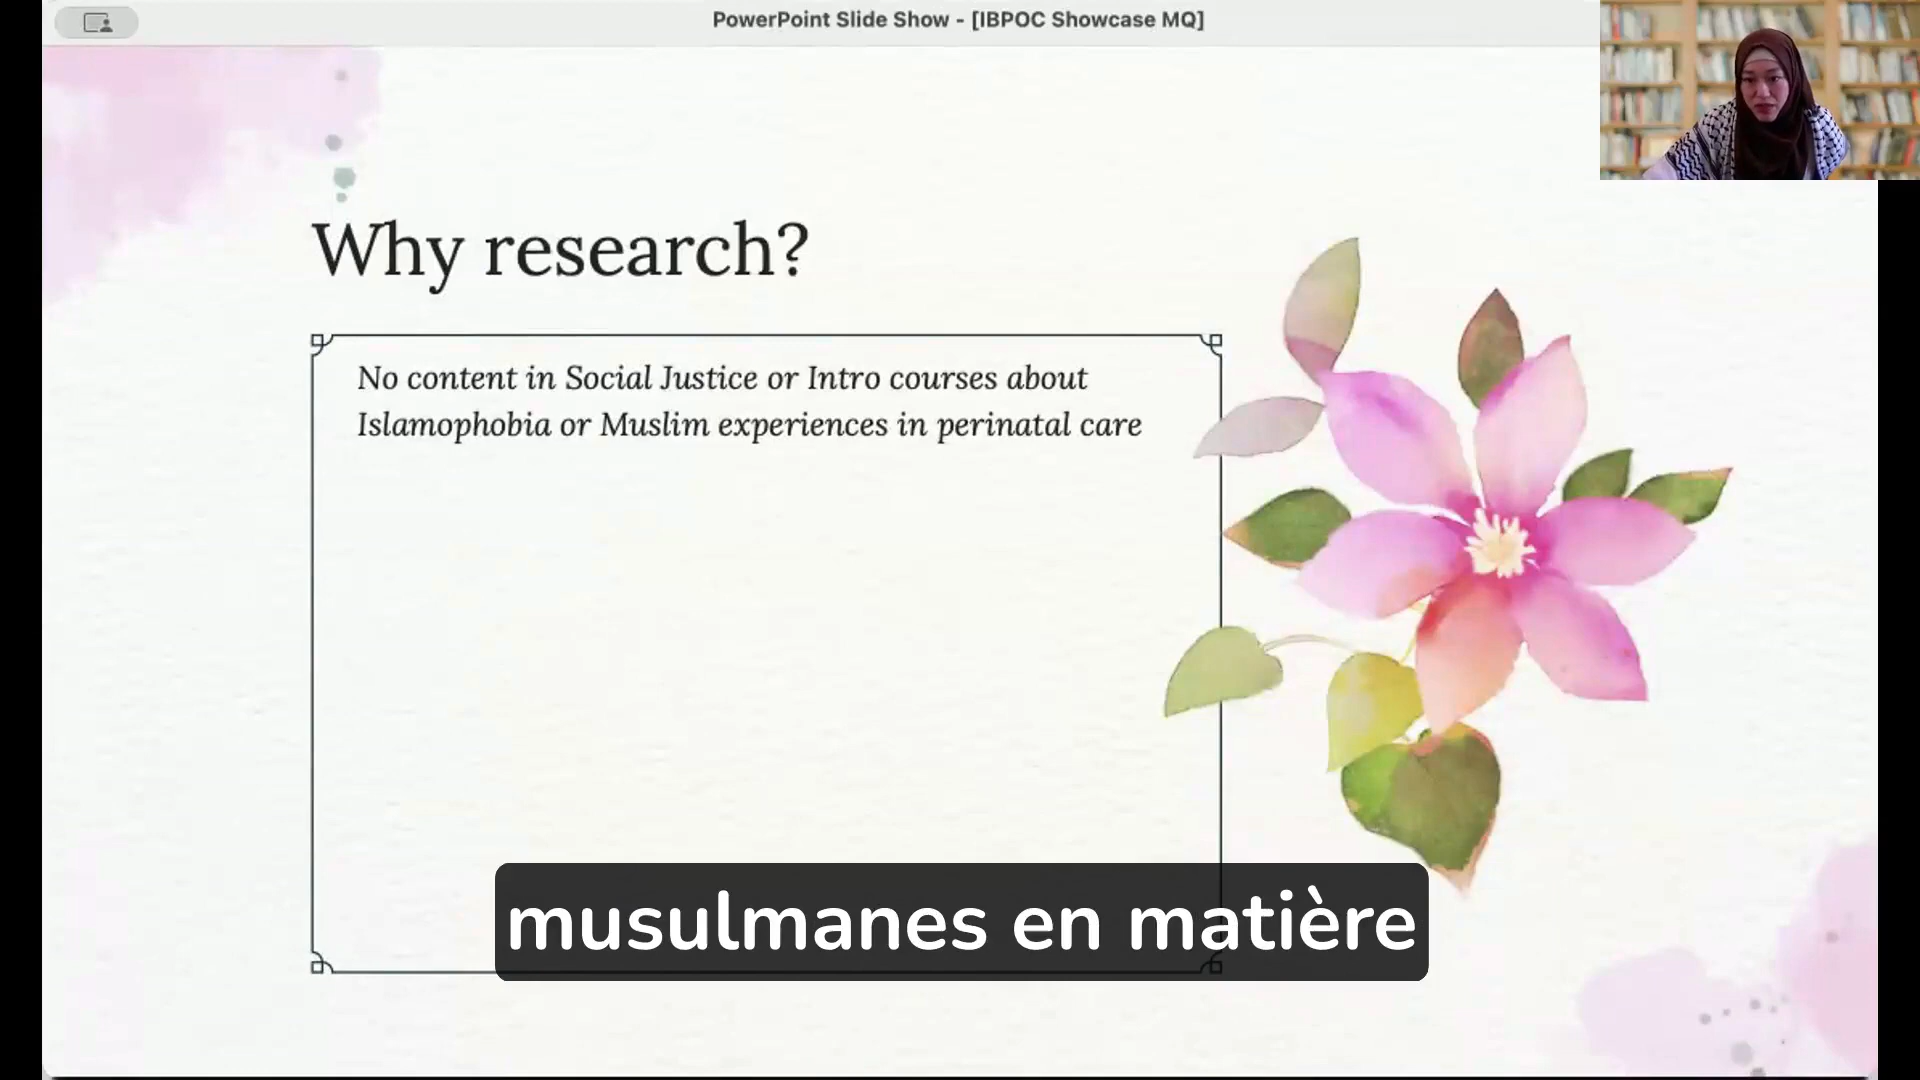 PowerPoint Slide Show - [IBPOC Showcase MQ]
Why research?
No content in Social Justice or Intro courses about
Islamophobia or Muslim experiences in perinatal care
musulmanes en matière